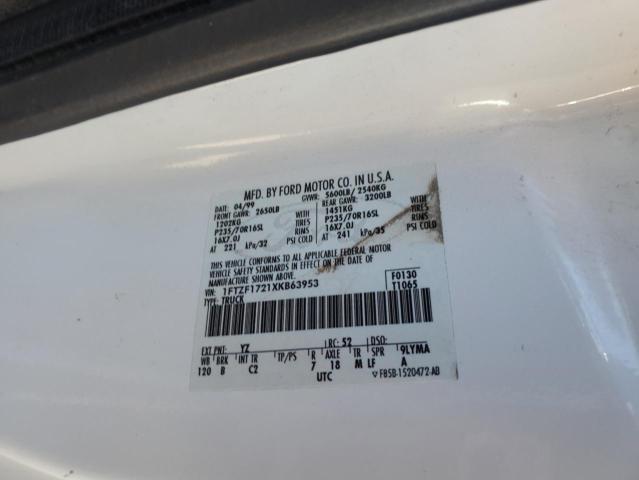 MFD. BY FORD MOTOR CO. IN U.S.A.
DATE: 04/99 GVWR: 5600LB/ 2540KG
FRONT GAWR: 2650LB REAR GAWR: 3200LB
1202KG WITH 1451KG WITH
P235/70R16SL TIRES P235/70R16SL TIRES
16X7.0J RIMS 16X7.0J RIMS
AT 221 kPa/32 PSI COLD AT 241 kPa/35 PSI COLD
THIS VEHICLE CONFORMS TO ALL APPLICABLE FEDERAL MOTOR
VEHICLE SAFETY STANDARDS IN EFFECT ON THE DATE OF
MANUFACTURE SHOWN ABOVE.
VIN: 1FTZF1721XKB63953 F0130
TYPE: TRUCK T1065
EXT PNT: YZ RC: 52 DSO:
WB BRK INT TR TP/PS R AXLE TR SPR 9LYMA
120 B C2 7 18 M LF A
UTC ▽ F85B-1520472-AB